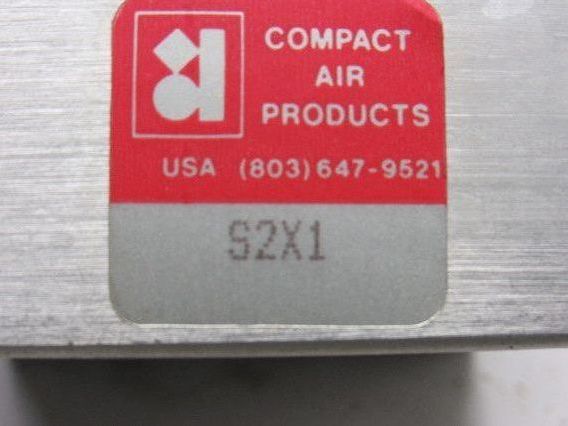 COMPACT
AIR
PRODUCTS
USA (803) 647-9521
S2X1